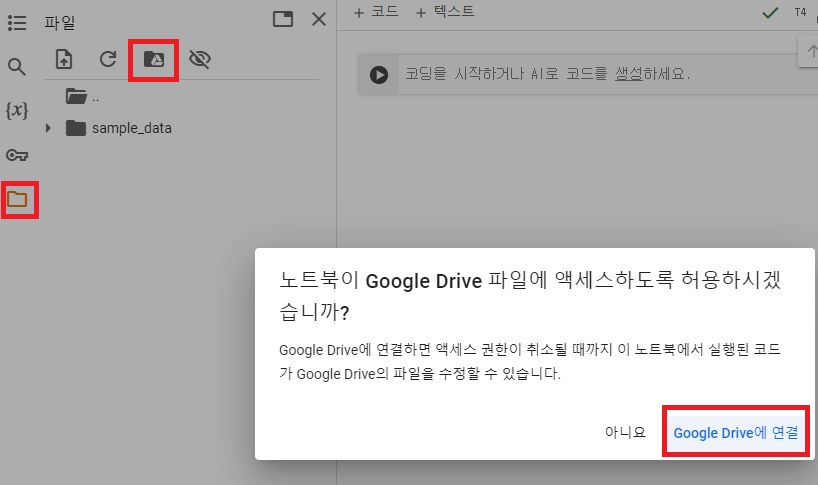 파일
+ 코드 + 텍스트
T4
코딩을 시작하거나 AI로 코드를 생성하세요.
..
sample_data
{x}
노트북이 Google Drive 파일에 액세스하도록 허용하시겠
습니까?
Google Drive에 연결하면 액세스 권한이 취소될 때까지 이 노트북에서 실행된 코드
가 Google Drive의 파일을 수정할 수 있습니다.
아니요
Google Drive에 연결